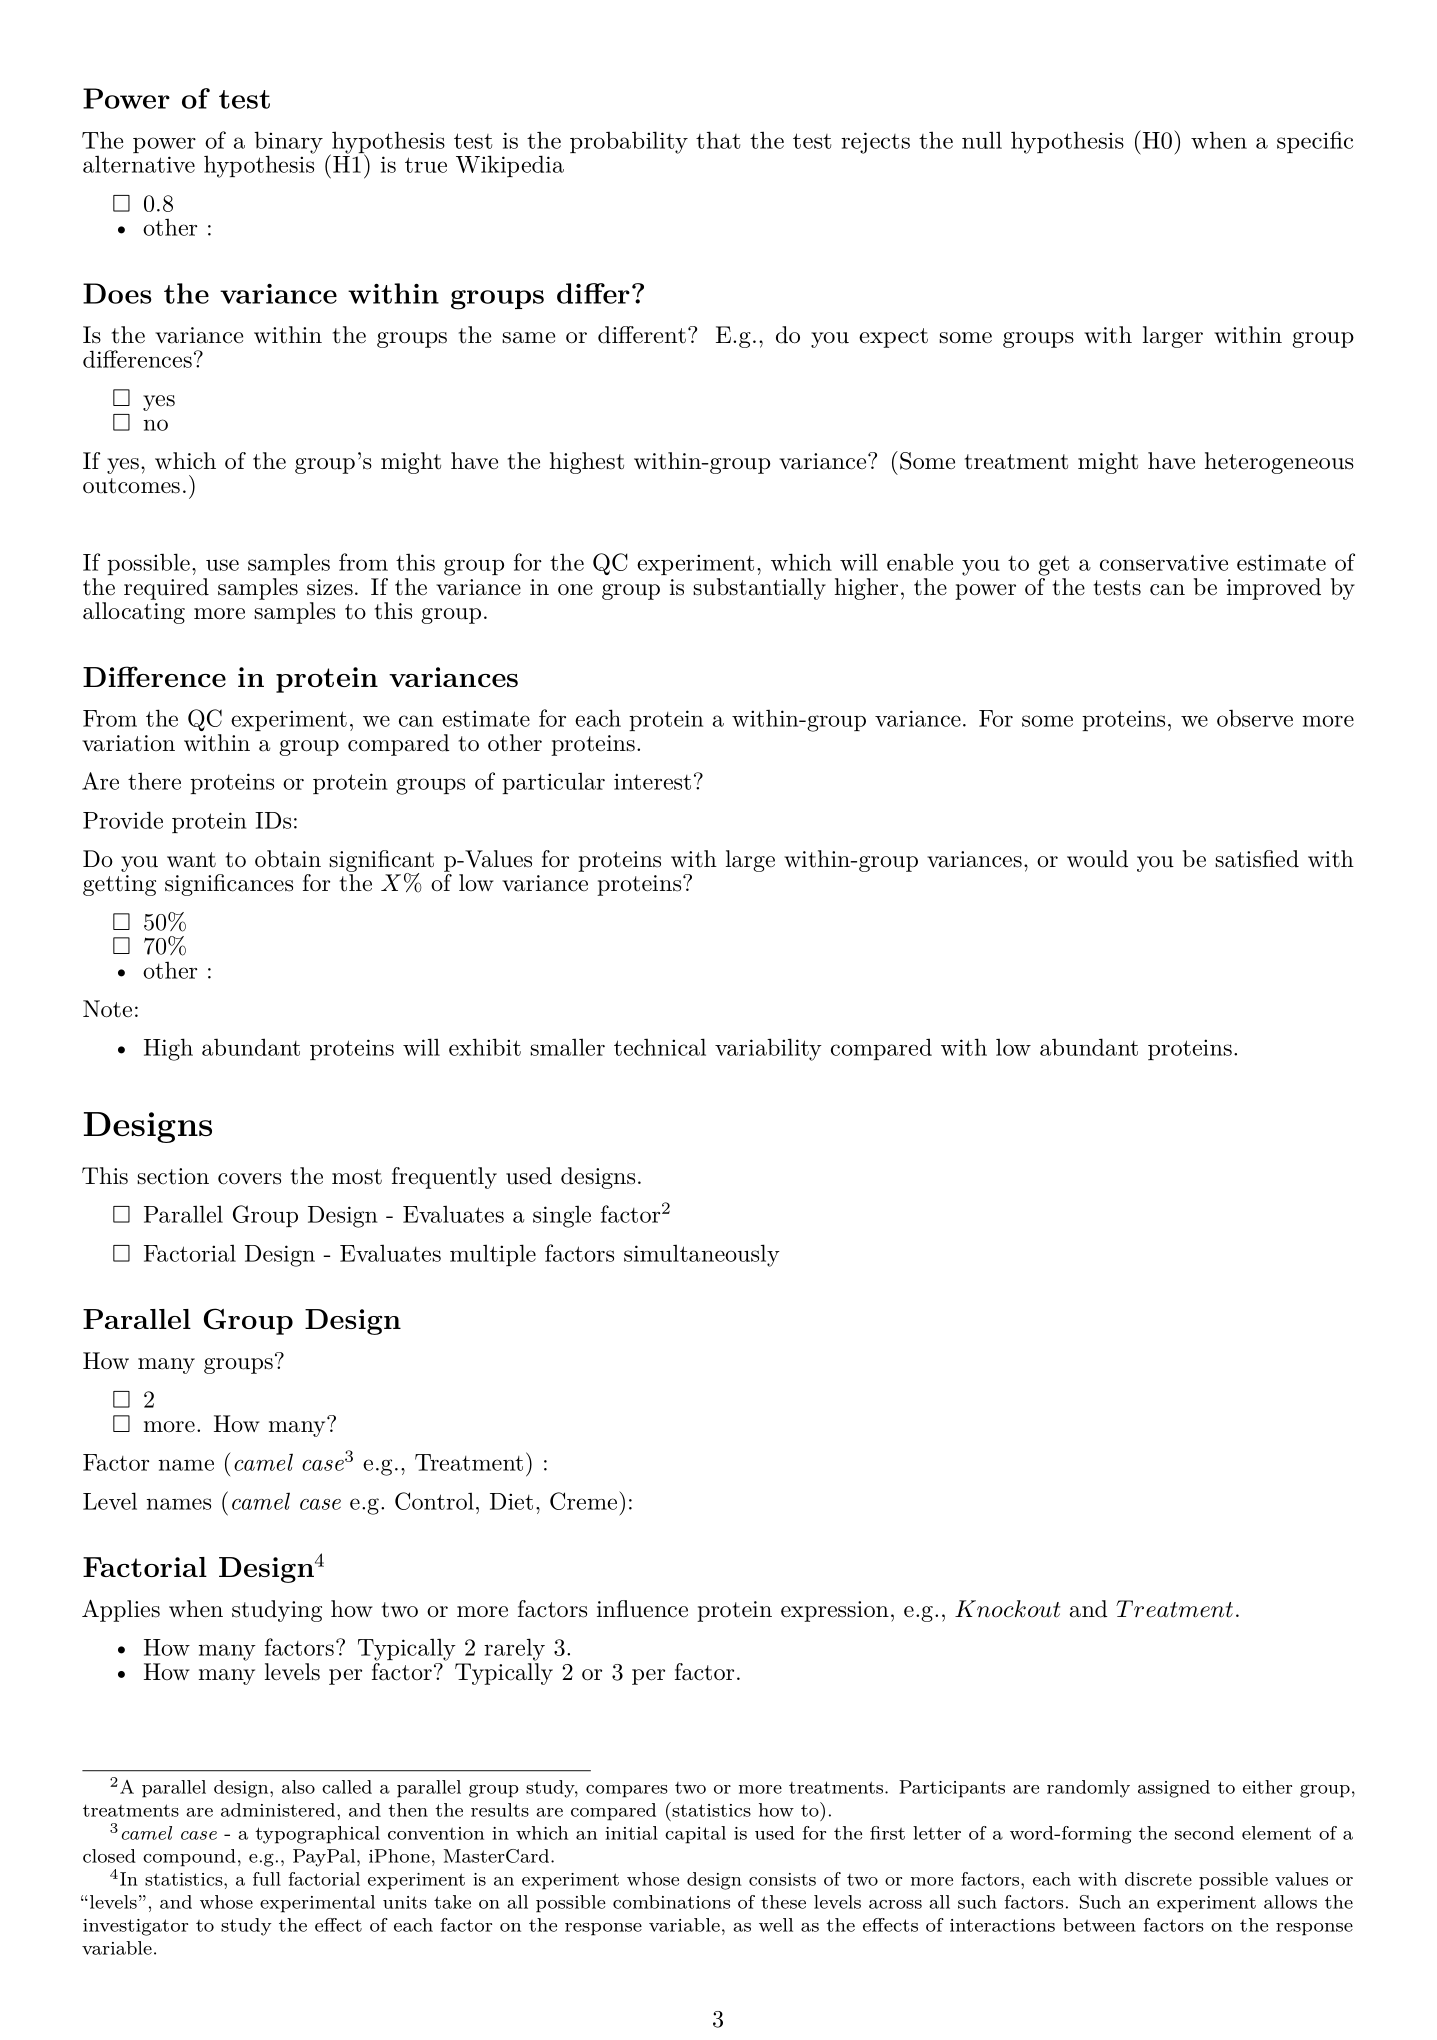 Power of test
The power of a binary hypothesis test is the probability that the test rejects the null hypothesis (H0) when a specific
alternative hypothesis (H1) is true Wikipedia
☐ 0.8
• other :
Does the variance within groups differ?
Is the variance within the groups the same or different? E.g., do you expect some groups with larger within group
differences?
☐ yes
☐ no
If yes, which of the group's might have the highest within-group variance? (Some treatment might have heterogeneous
outcomes.)
If possible, use samples from this group for the QC experiment, which will enable you to get a conservative estimate of
the required samples sizes. If the variance in one group is substantially higher, the power of the tests can be improved by
allocating more samples to this group.
Difference in protein variances
From the QC experiment, we can estimate for each protein a within-group variance. For some proteins, we observe more
variation within a group compared to other proteins.
Are there proteins or protein groups of particular interest?
Provide protein IDs:
Do you want to obtain significant p-Values for proteins with large within-group variances, or would you be satisfied with
getting significances for the X% of low variance proteins?
☐ 50%
☐ 70%
• other :
Note:
• High abundant proteins will exhibit smaller technical variability compared with low abundant proteins.
Designs
This section covers the most frequently used designs.
☐ Parallel Group Design - Evaluates a single factor²
☐ Factorial Design - Evaluates multiple factors simultaneously
Parallel Group Design
How many groups?
☐ 2
☐ more. How many?
Factor name (camel case³ e.g., Treatment) :
Level names (camel case e.g. Control, Diet, Creme):
Factorial Design⁴
Applies when studying how two or more factors influence protein expression, e.g., Knockout and Treatment.
• How many factors? Typically 2 rarely 3.
• How many levels per factor? Typically 2 or 3 per factor.
²A parallel design, also called a parallel group study, compares two or more treatments. Participants are randomly assigned to either group,
treatments are administered, and then the results are compared (statistics how to).
³camel case - a typographical convention in which an initial capital is used for the first letter of a word-forming the second element of a
closed compound, e.g., PayPal, iPhone, MasterCard.
⁴In statistics, a full factorial experiment is an experiment whose design consists of two or more factors, each with discrete possible values or
“levels”, and whose experimental units take on all possible combinations of these levels across all such factors. Such an experiment allows the
investigator to study the effect of each factor on the response variable, as well as the effects of interactions between factors on the response
variable.
3